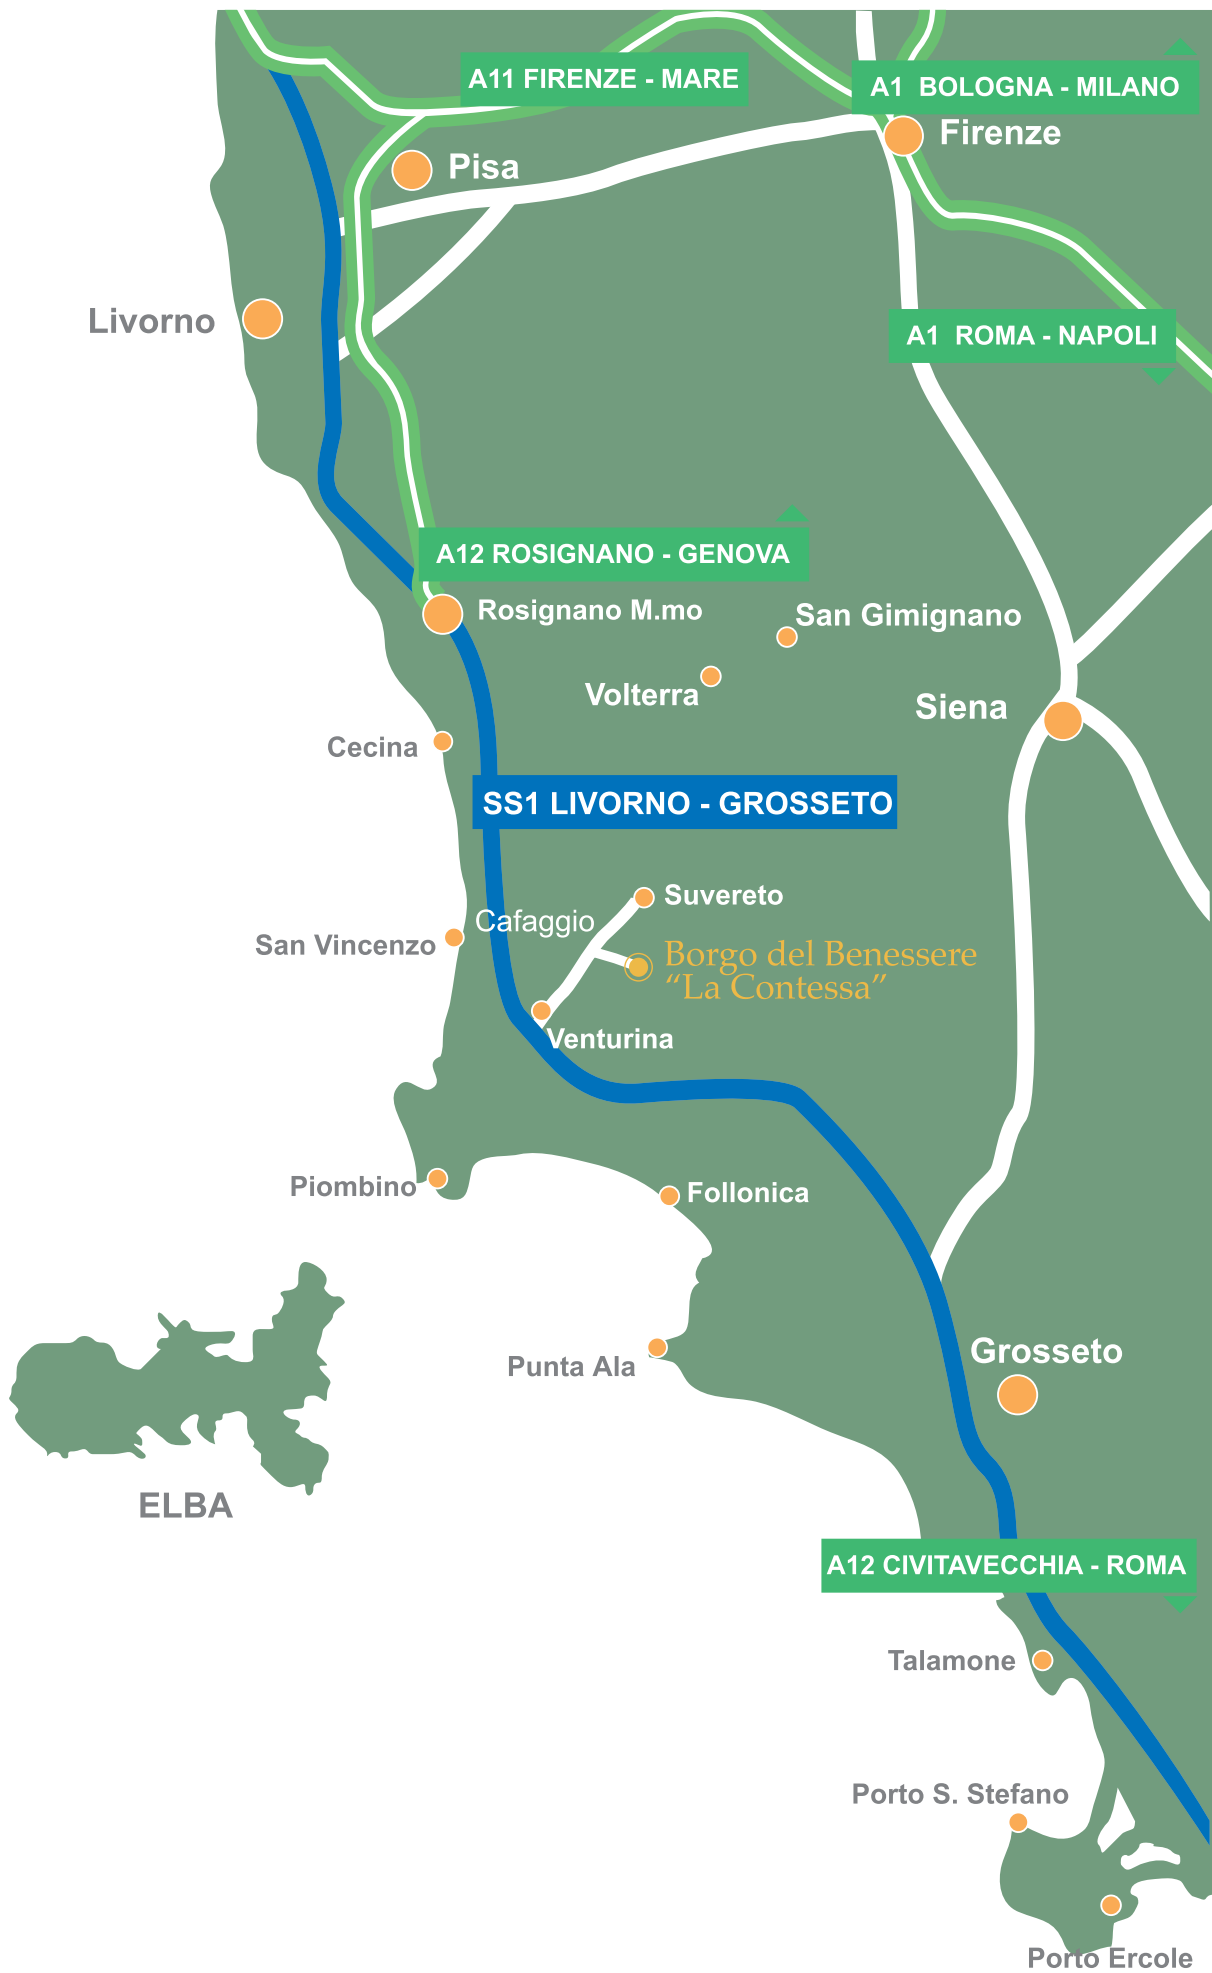 A11 FIRENZE - MARE
A1 BOLOGNA - MILANO
Firenze
Pisa
Livorno
A1 ROMA - NAPOLI
A12 ROSIGNANO - GENOVA
Rosignano M.mo
San Gimignano
Volterra
Siena
Cecina
SS1 LIVORNO - GROSSETO
Suvereto
Cafaggio
San Vincenzo
Borgo del Benessere
“La Contessa”
Venturina
Piombino
Follonica
Punta Ala
Grosseto
ELBA
A12 CIVITAVECCHIA - ROMA
Talamone
Porto S. Stefano
Porto Ercole